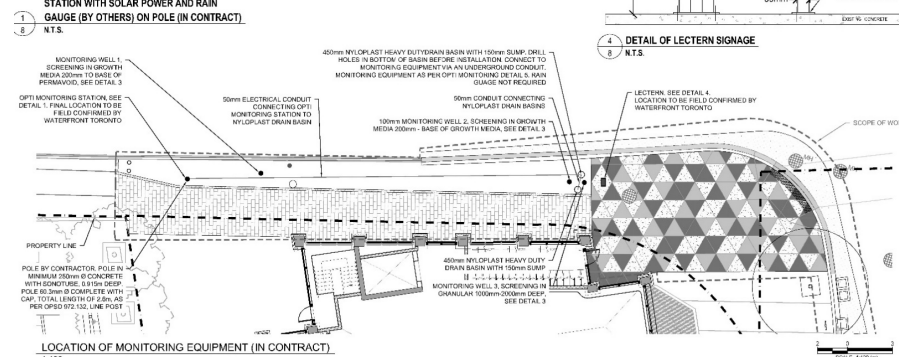 STATION WITH SOLAR POWER AND RAIN
GAUGE (BY OTHERS) ON POLE (IN CONTRACT)
1
8
N.T.S.
EXISTING CONCRETE
4
8
DETAIL OF LECTERN SIGNAGE
N.T.S.
MONITORING WELL 1,
SCREENING IN GROWTH
MEDIA 200mm TO BASE OF
PERMAVOID, SEE DETAIL 3
OPTI MONITORING STATION, SEE
DETAIL 1. FINAL LOCATION TO BE
FIELD CONFIRMED BY
WATERFRONT TORONTO
50mm ELECTRICAL CONDUIT
CONNECTING OPTI
MONITORING STATION TO
NYLOPLAST DRAIN BASIN
450mm NYLOPLAST HEAVY DUTYDRAIN BASIN WITH 150mm SUMP. DRILL
HOLES IN BOTTOM OF BASIN BEFORE INSTALLATION. CONNECT TO
MONITORING EQUIPMENT VIA AN UNDERGROUND CONDUIT.
MONITORING EQUIPMENT AS PER OPTI MONITORING DETAIL 5. RAIN
GUAGE NOT REQUIRED
50mm CONDUIT CONNECTING
NYLOPLAST DRAIN BASINS
100mm MONITORING WELL 2, SCREENING IN GROWTH
MEDIA 200mm - BASE OF GROWTH MEDIA, SEE DETAIL 3
LECTERN. SEE DETAIL 4.
LOCATION TO BE FIELD CONFIRMED BY
WATERFRONT TORONTO
SCOPE OF WO
MH
PROPERTY LINE
POLE BY CONTRACTOR. POLE IN
MINIMUM 250mm Ø CONCRETE
WITH SONOTUBE, 0.915m DEEP.
POLE 60.3mm Ø COMPLETE WITH
CAP, TOTAL LENGTH OF 2.6m, AS
PER OPSD 972.132, LINE POST
450mm NYLOPLAST HEAVY DUTY
DRAIN BASIN WITH 150mm SUMP
MONITORING WELL 3, SCREENING IN
GRANULAR 1000mm-2000mm DEEP,
SEE DETAIL 3
LOCATION OF MONITORING EQUIPMENT (IN CONTRACT)